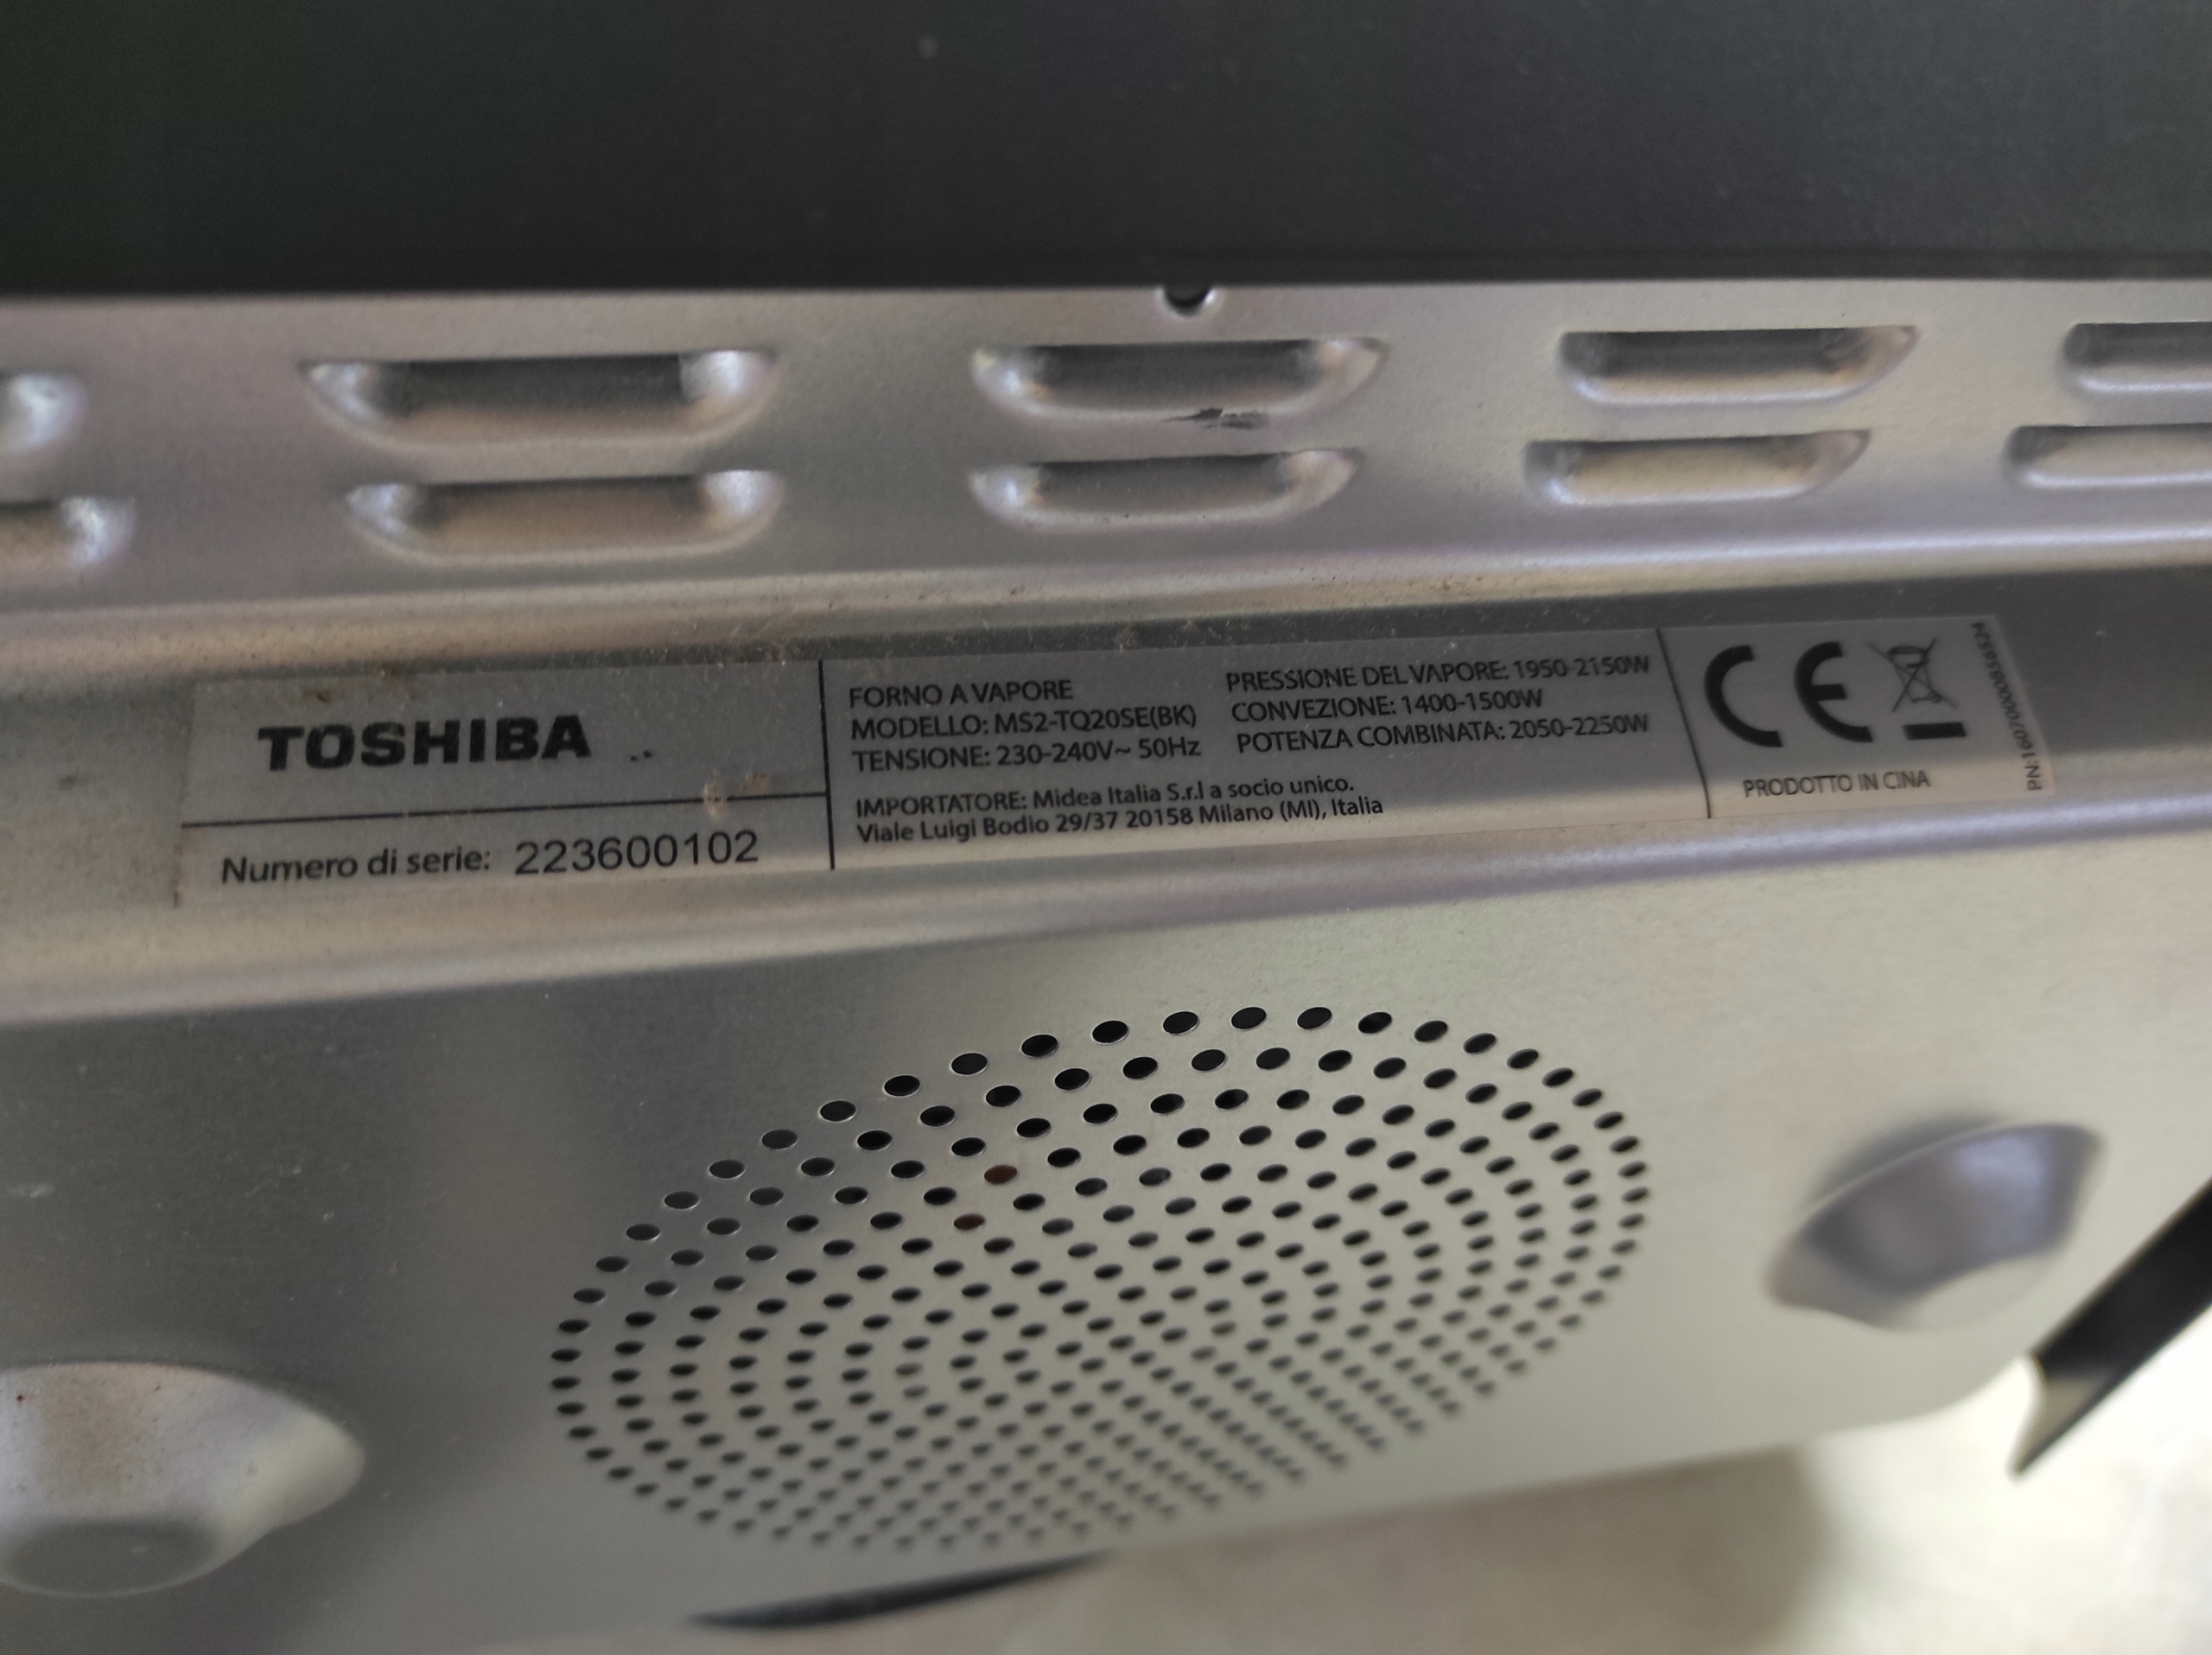 TOSHIBA
Numero di serie: 223600102
FORNO A VAPORE
MODELLO: MS2-TQ20SE(BK)
TENSIONE: 230-240V~ 50Hz
PRESSIONE DEL VAPORE: 1950-2150W
CONVEZIONE: 1400-1500W
POTENZA COMBINATA: 2050-2250W
IMPORTATORE: Midea Italia S.r.l a socio unico.
Viale Luigi Bodio 29/37 20158 Milano (MI), Italia
CE
PRODOTTO IN CINA